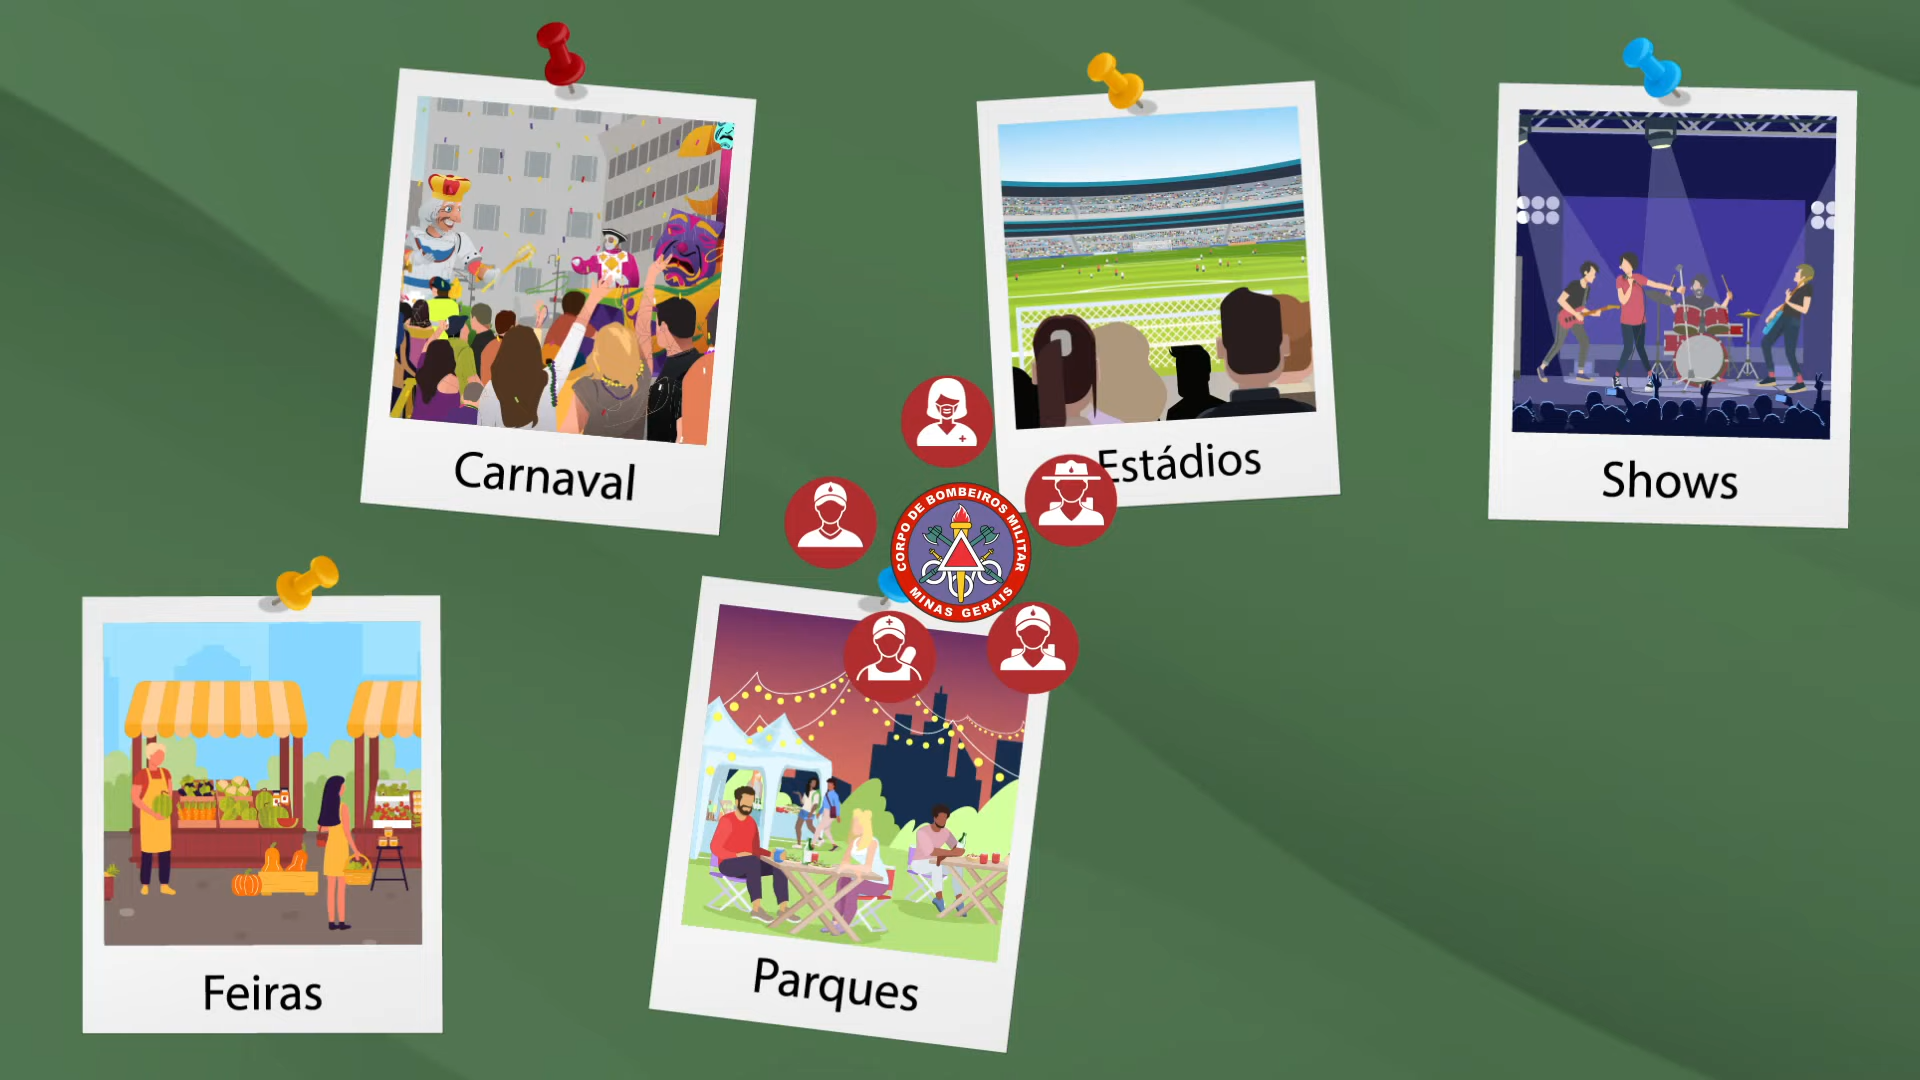 Carnaval
Estádios
Shows
CORPO DE BOMBEIROS MILITAR
MINAS GERAIS
Feiras
Parques